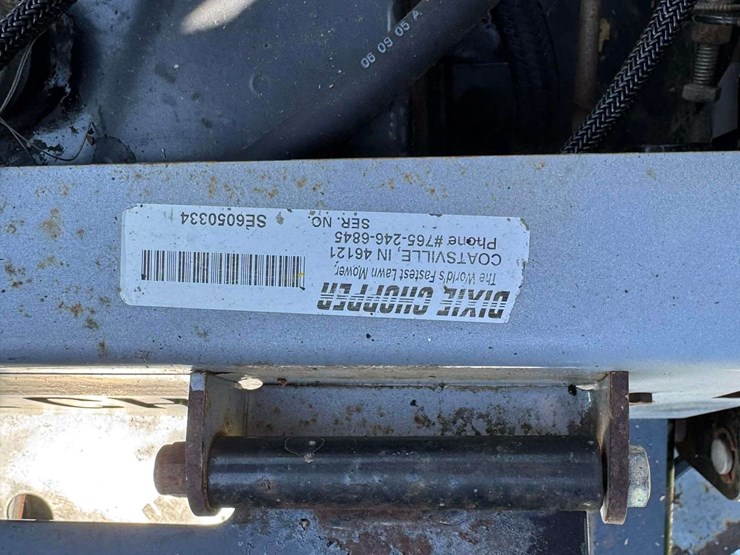 DIXIE CHOPPER
The World's Fastest Lawn Mower
COATSVILLE, IN 46121
Phone #765-246-6845
SER. NO.
SE6050334
06 09 05 A